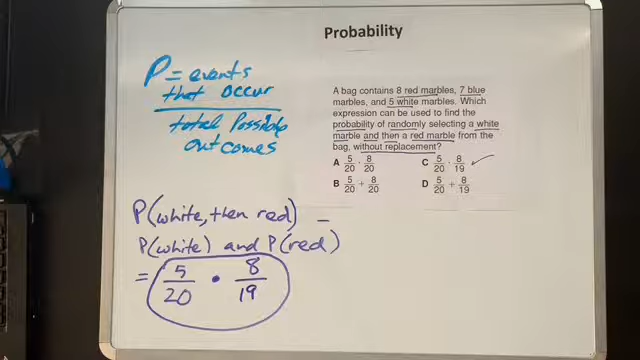 Probability
P = events
that occur
total possible
outcomes
A bag contains 8 red marbles, 7 blue
marbles, and 5 white marbles. Which
expression can be used to find the
probability of randomly selecting a white
marble and then a red marble from the
bag, without replacement?
A 5/20 · 8/20 C 5/20 · 8/19 ✓
B 5/20 + 8/20 D 5/20 + 8/19
P(white, then red) =
P(white) and P(red)
= 5/20 • 8/19